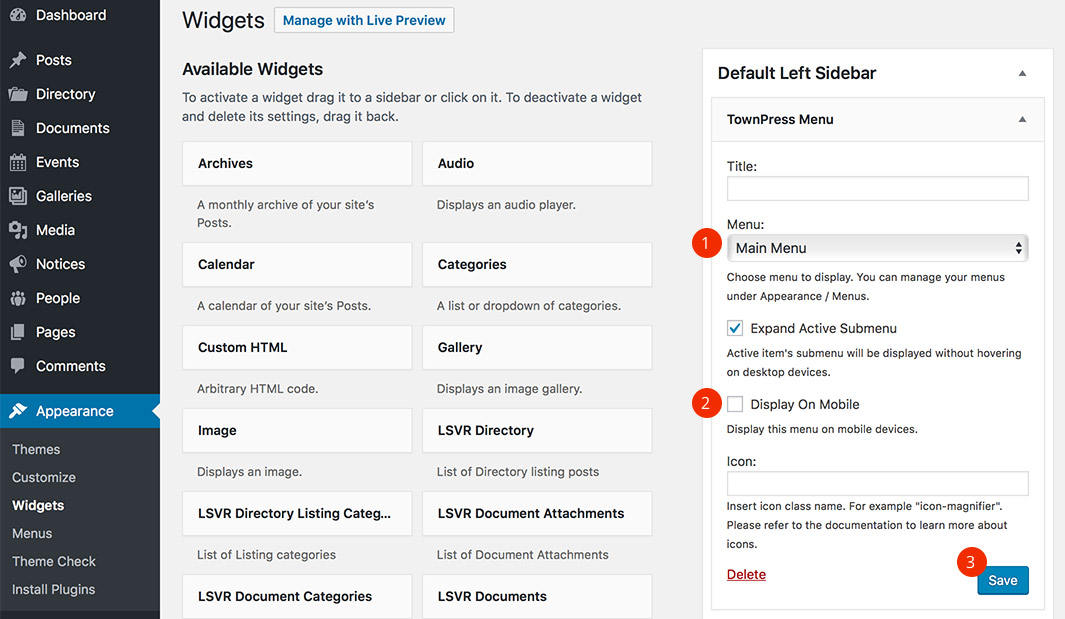 Dashboard
Posts
Directory
Documents
Events
Galleries
Media
Notices
People
Pages
Comments
Appearance
Themes
Customize
Widgets
Menus
Theme Check
Install Plugins
Widgets
Manage with Live Preview
Available Widgets
To activate a widget drag it to a sidebar or click on it. To deactivate a widget
and delete its settings, drag it back.
Archives
A monthly archive of your site's
Posts.
Audio
Displays an audio player.
Calendar
A calendar of your site's Posts.
Categories
A list or dropdown of categories.
Custom HTML
Arbitrary HTML code.
Gallery
Displays an image gallery.
Image
Displays an image.
LSVR Directory
List of Directory listing posts
LSVR Directory Listing Categ...
List of Listing categories
LSVR Document Attachments
List of Document Attachments
LSVR Document Categories
LSVR Documents
Default Left Sidebar
TownPress Menu
Title:
Menu:
1
Main Menu
Choose menu to display. You can manage your menus
under Appearance / Menus.
Expand Active Submenu
Active item's submenu will be displayed without hovering
on desktop devices.
2
Display On Mobile
Display this menu on mobile devices.
Icon:
Insert icon class name. For example "icon-magnifier".
Please refer to the documentation to learn more about
icons.
Delete
3
Save